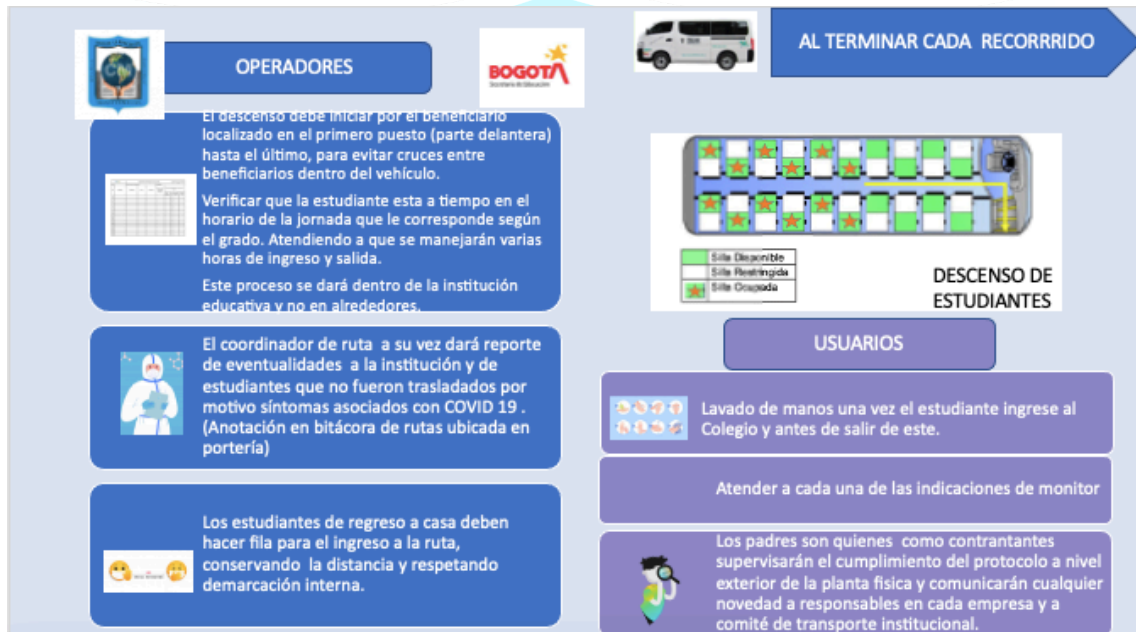 OPERADORES
BOGOTÁ
AL TERMINAR CADA RECORRRIDO
El descenso debe iniciar por el beneficiario
localizado en el primero puesto (parte delantera)
hasta el último, para evitar cruces entre
beneficiarios dentro del vehículo.
Verificar que la estudiante esta a tiempo en el
horario de la jornada que le corresponde según
el grado. Atendiendo a que se manejarán varias
horas de ingreso y salida.
Este proceso se dará dentro de la institución
educativa y no en alrededores.
El coordinador de ruta a su vez dará reporte
de eventualidades a la institución y de
estudiantes que no fueron trasladados por
motivo síntomas asociados con COVID 19 .
(Anotación en bitácora de rutas ubicada en
portería)
Los estudiantes de regreso a casa deben
hacer fila para el ingreso a la ruta,
conservando la distancia y respetando
demarcación interna.
Silla Disponible
Silla Restringida
Silla Ocupada
DESCENSO DE
ESTUDIANTES
USUARIOS
Lavado de manos una vez el estudiante ingrese al
Colegio y antes de salir de este.
Atender a cada una de las indicaciones de monitor
Los padres son quienes como contrantantes
supervisarán el cumplimiento del protocolo a nivel
exterior de la planta fisica y comunicarán cualquier
novedad a responsables en cada empresa y a
comité de transporte institucional.